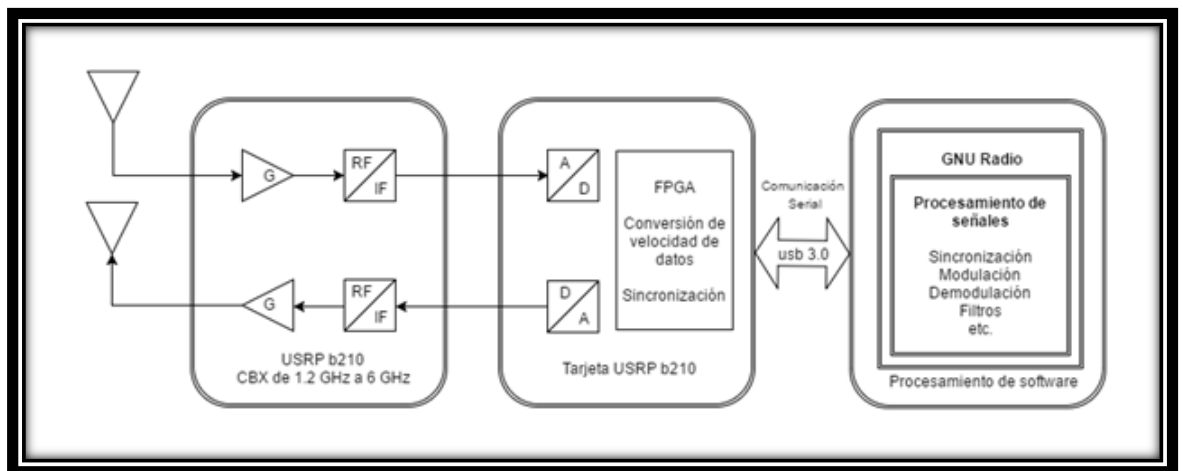 G
RF
IF
G
RF
IF
USRP b210
CBX de 1.2 GHz a 6 GHz
A
D
D
A
FPGA
Conversión de
velocidad de
datos
Sincronización
Tarjeta USRP b210
Comunicación
Serial
usb 3.0
GNU Radio
Procesamiento de
señales
Sincronización
Modulación
Demodulación
Filtros
etc.
Procesamiento de software